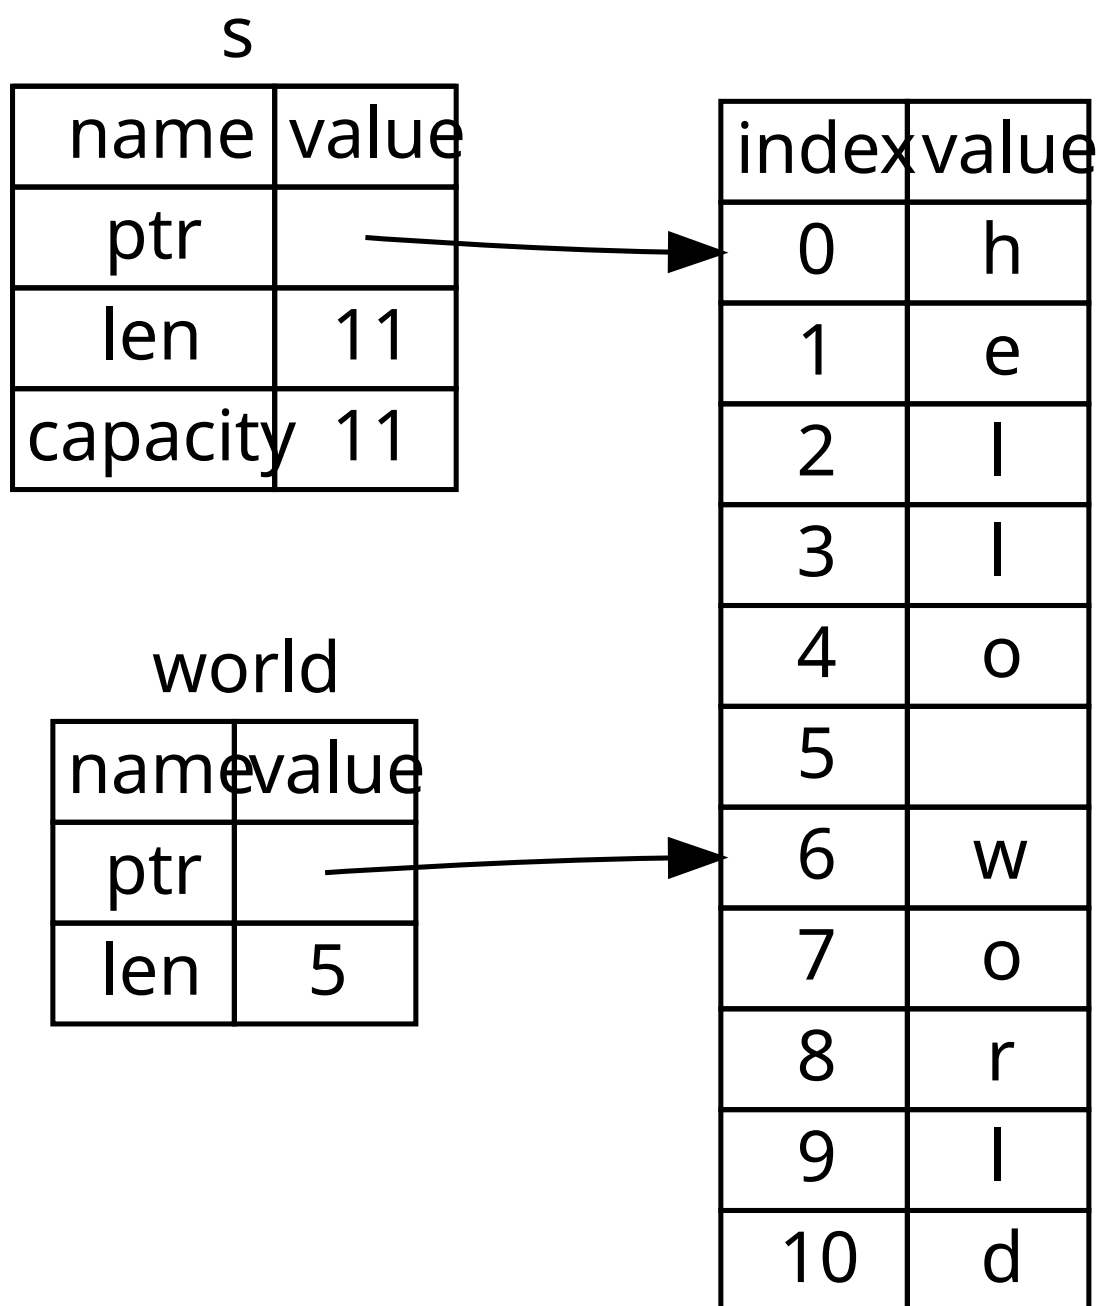 s
name value
ptr
len 11
capacity 11
world
name value
ptr
len 5
index value
0 h
1 e
2 l
3 l
4 o
5
6 w
7 o
8 r
9 l
10 d